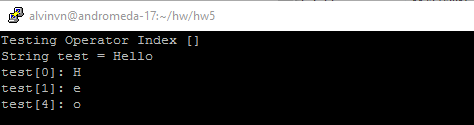 alvinvn@andromeda-17:~/hw/hw5
Testing Operator Index []
String test = Hello
test[0]: H
test[1]: e
test[4]: o